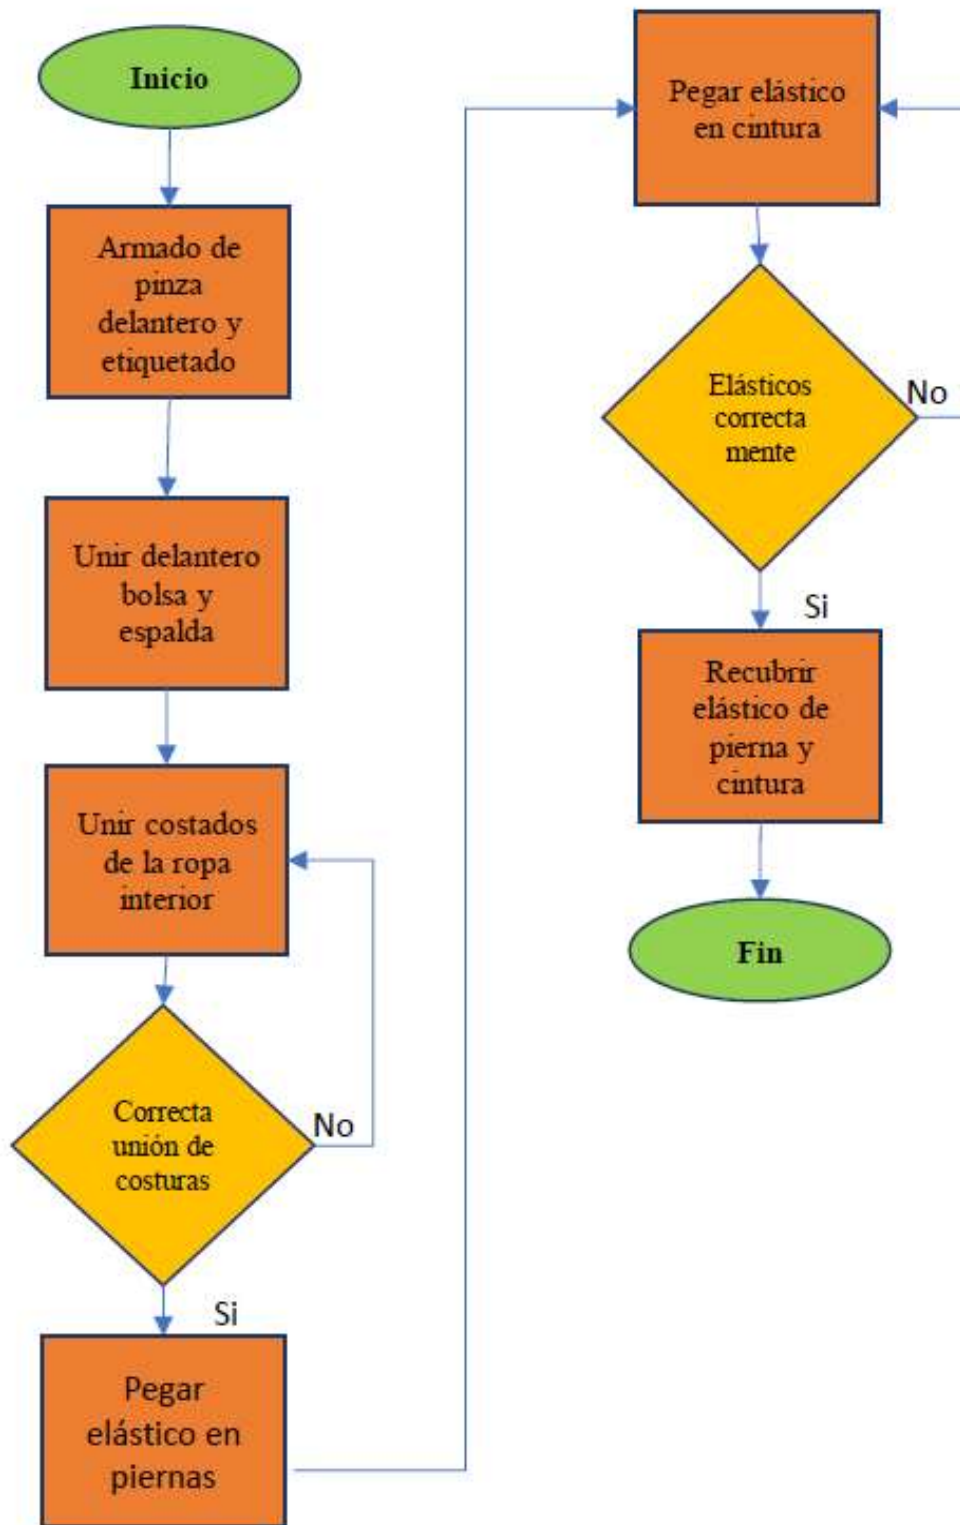 Inicio
Armado de
pinza
delantero y
etiquetado
Unir delantero
bolsa y
espalda
Unir costados
de la ropa
interior
Correcta
unión de
costuras
No
Si
Pegar
elástico en
piernas
Pegar elástico
en cintura
Elásticos
correcta
mente
No
Si
Recubrir
elástico de
pierna y
cintura
Fin